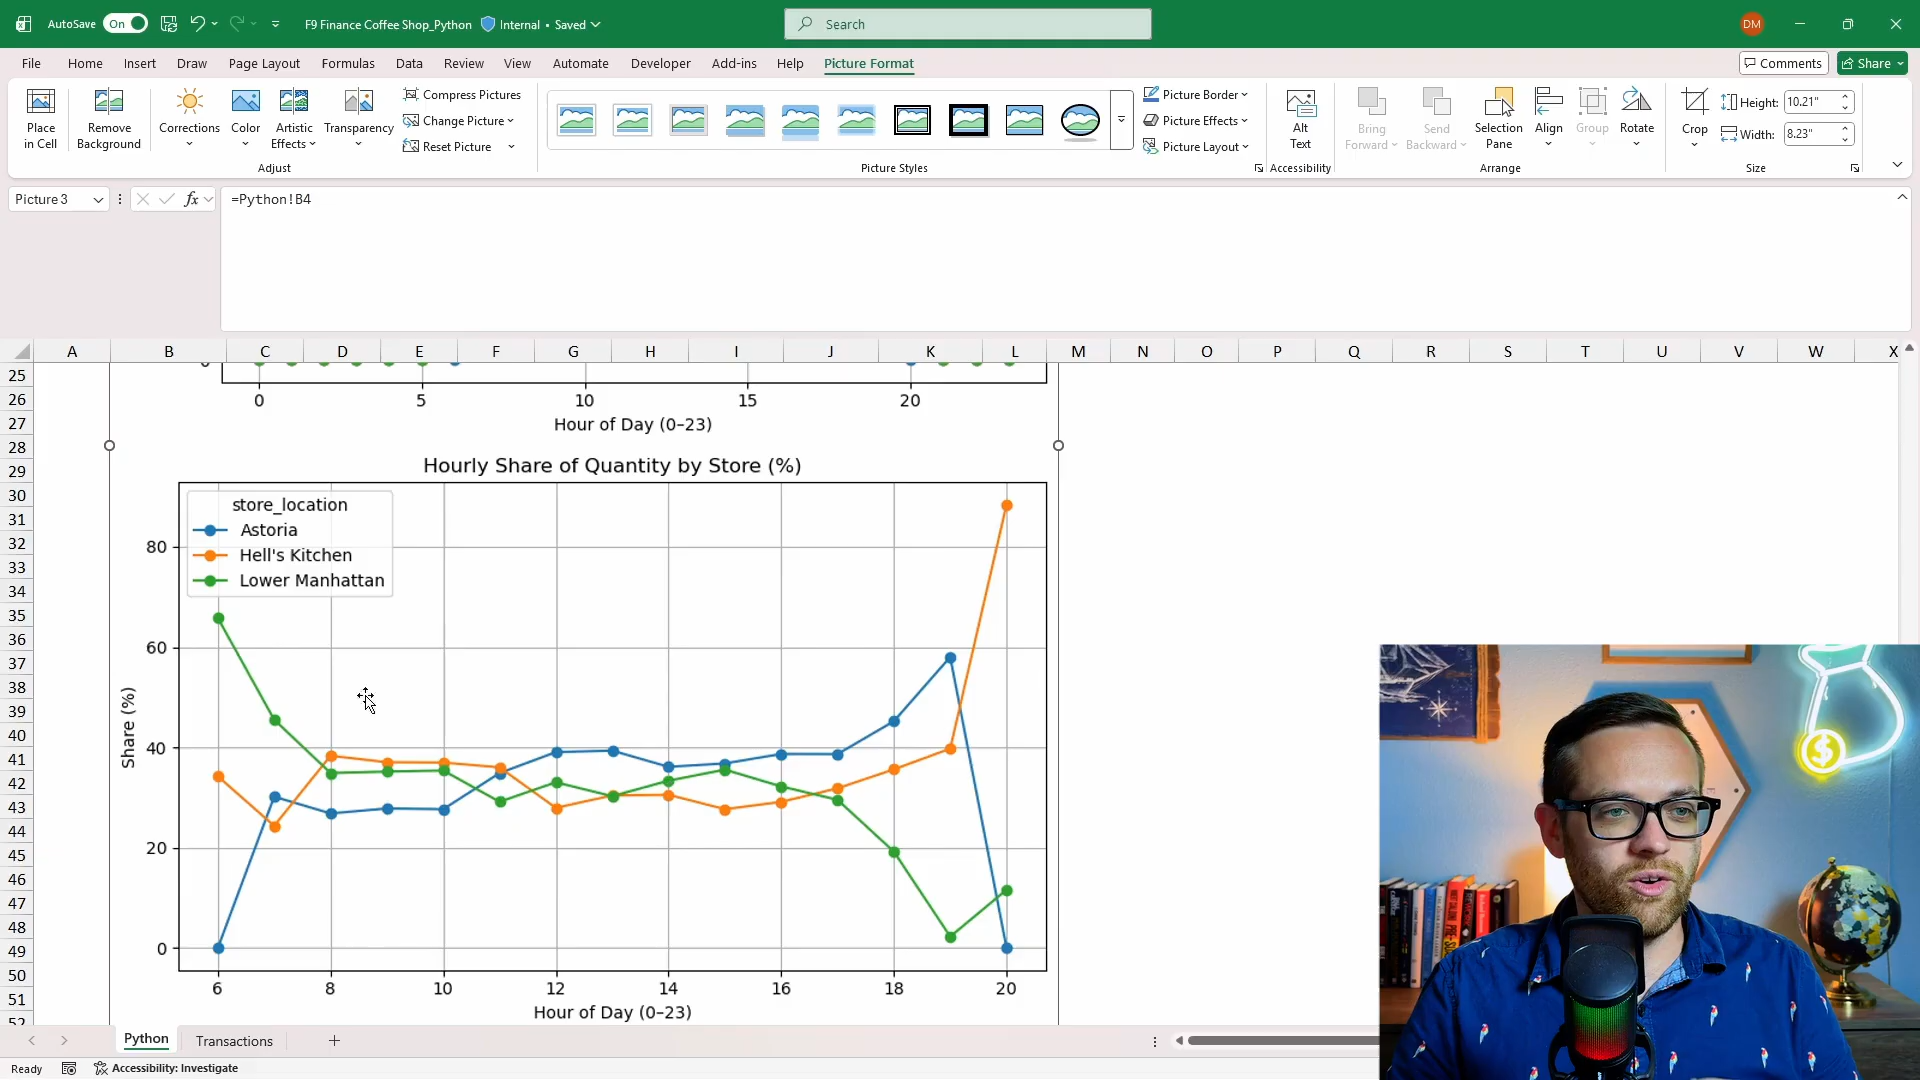 AutoSave On F9 Finance Coffee Shop_Python Internal • Saved Search DM
File Home Insert Draw Page Layout Formulas Data Review View Automate Developer Add-ins Help Picture Format Comments Share
Place in Cell
Remove Background
Corrections
Color
Artistic Effects
Transparency
Compress Pictures
Change Picture
Reset Picture
Adjust
Picture Styles
Picture Border
Picture Effects
Picture Layout
Alt Text
Accessibility
Bring Forward
Send Backward
Selection Pane
Align
Group
Rotate
Arrange
Crop
Height: 10.21"
Width: 8.23"
Size
Picture 3 fx =Python!B4
A B C D E F G H I J K L M N O P Q R S T U V W X
25
26
27
28
29
30
31
32
33
34
35
36
37
38
39
40
41
42
43
44
45
46
47
48
49
50
51
52
0 5 10 15 20
Hour of Day (0–23)
Hourly Share of Quantity by Store (%)
store_location
Astoria
Hell's Kitchen
Lower Manhattan
80
60
40
20
0
Share (%)
6 8 10 12 14 16 18 20
Hour of Day (0–23)
$
Python Transactions
Ready Accessibility: Investigate